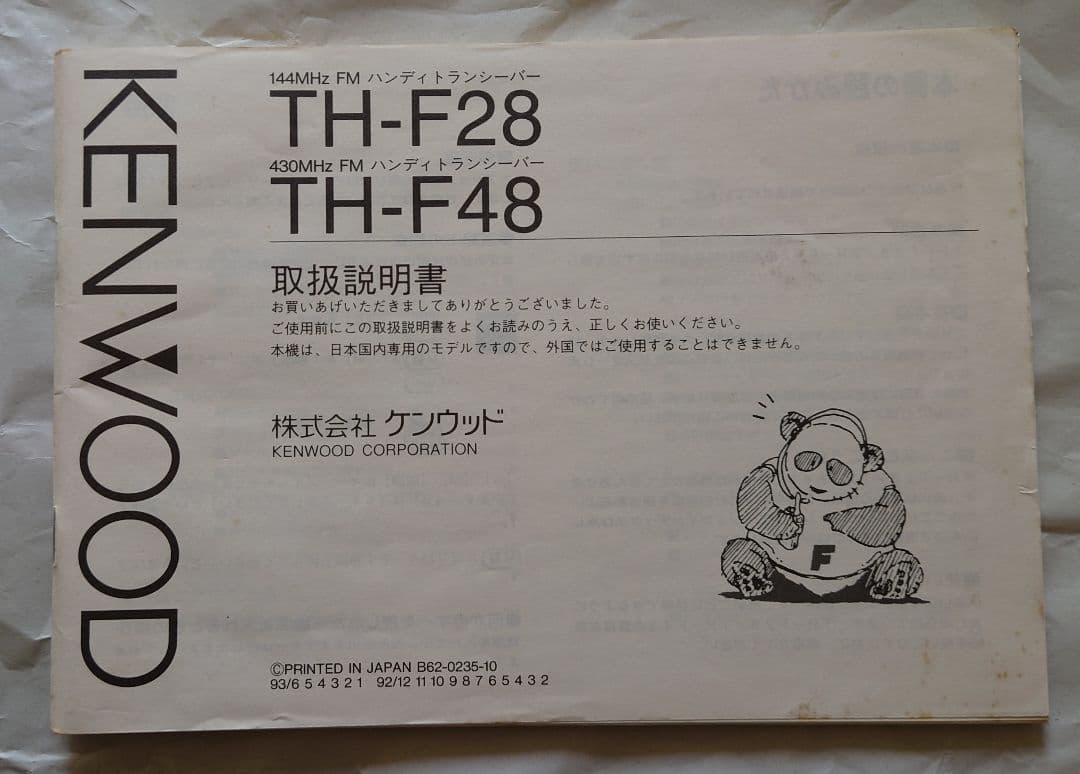 KENWOOD
144MHz FM ハンディトランシーバー
TH-F28
430MHz FM ハンディトランシーバー
TH-F48
取扱説明書
お買いあげいただきましてありがとうございました。
ご使用前にこの取扱説明書をよくお読みのうえ、正しくお使いください。
本機は、日本国内専用のモデルですので、外国ではご使用することはできません。
株式会社 ケンウッド
KENWOOD CORPORATION
F
©PRINTED IN JAPAN B62-0235-10
93/6 5 4 3 2 1 92/12 11 10 9 8 7 6 5 4 3 2